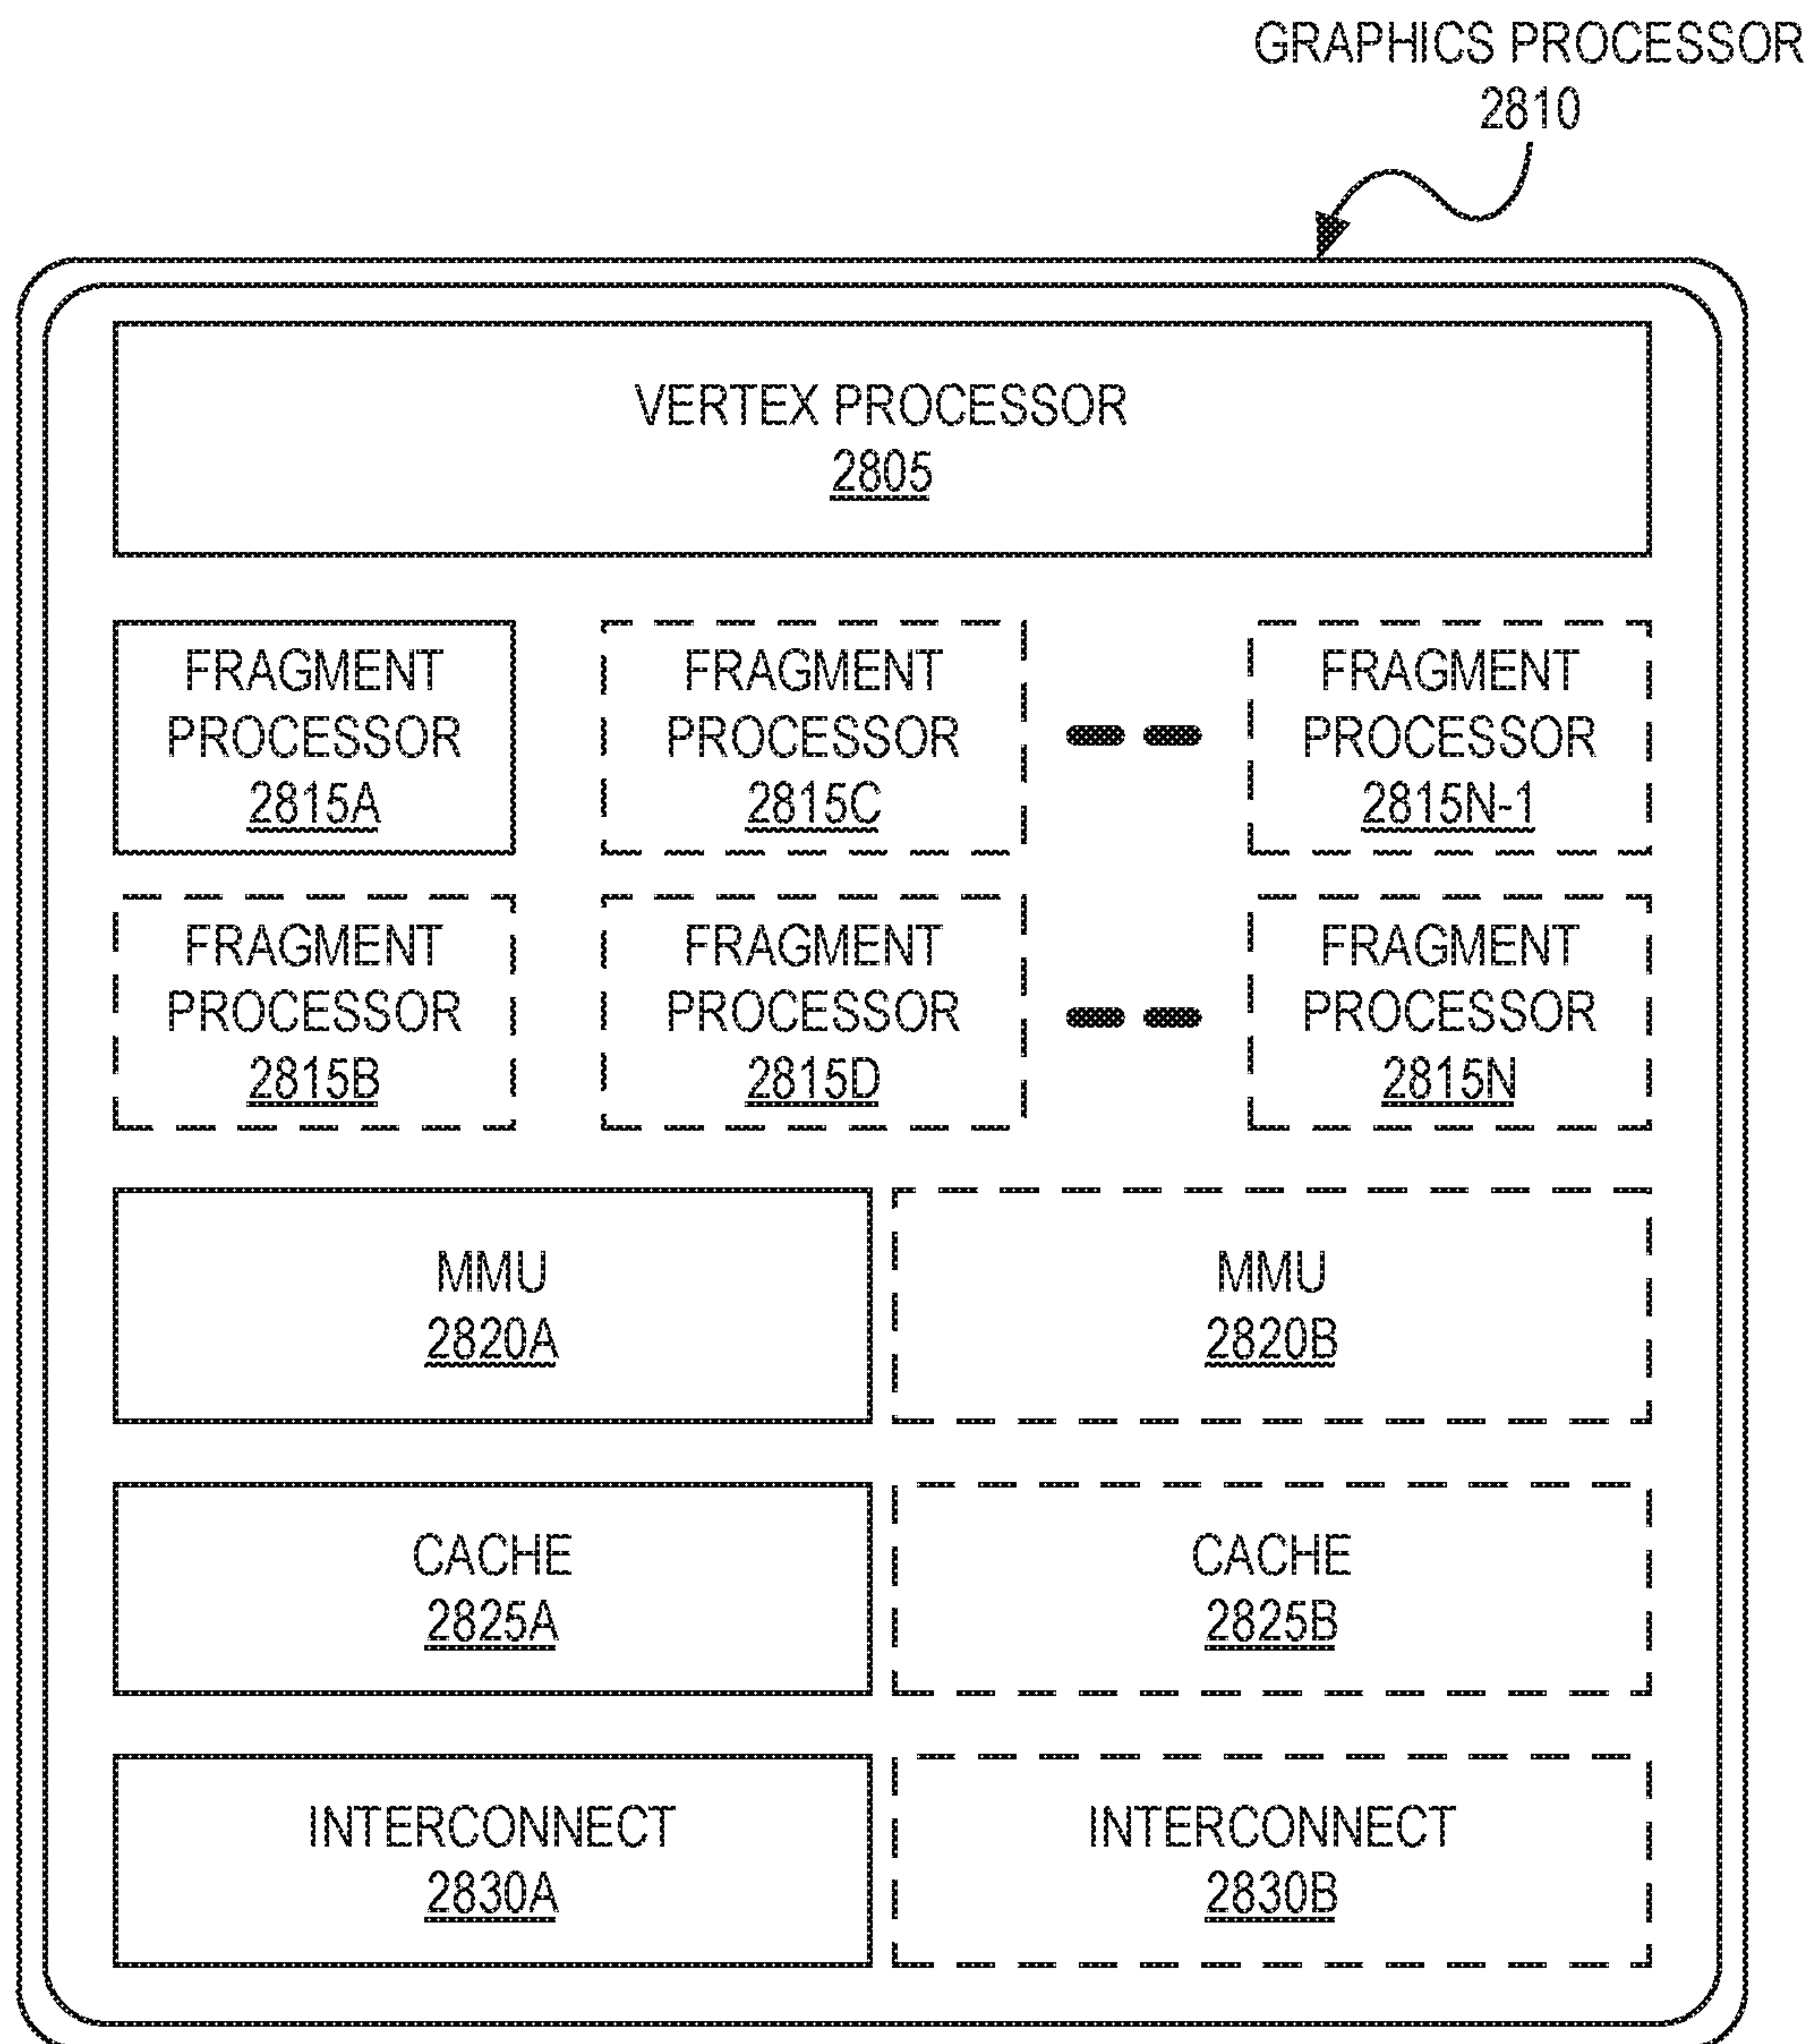 GRAPHICS PROCESSOR
2810
VERTEX PROCESSOR
2805
FRAGMENT
PROCESSOR
2815A
FRAGMENT
PROCESSOR
2815C
FRAGMENT
PROCESSOR
2815N-1
FRAGMENT
PROCESSOR
2815B
FRAGMENT
PROCESSOR
2815D
FRAGMENT
PROCESSOR
2815N
MMU
2820A
MMU
2820B
CACHE
2825A
CACHE
2825B
INTERCONNECT
2830A
INTERCONNECT
2830B